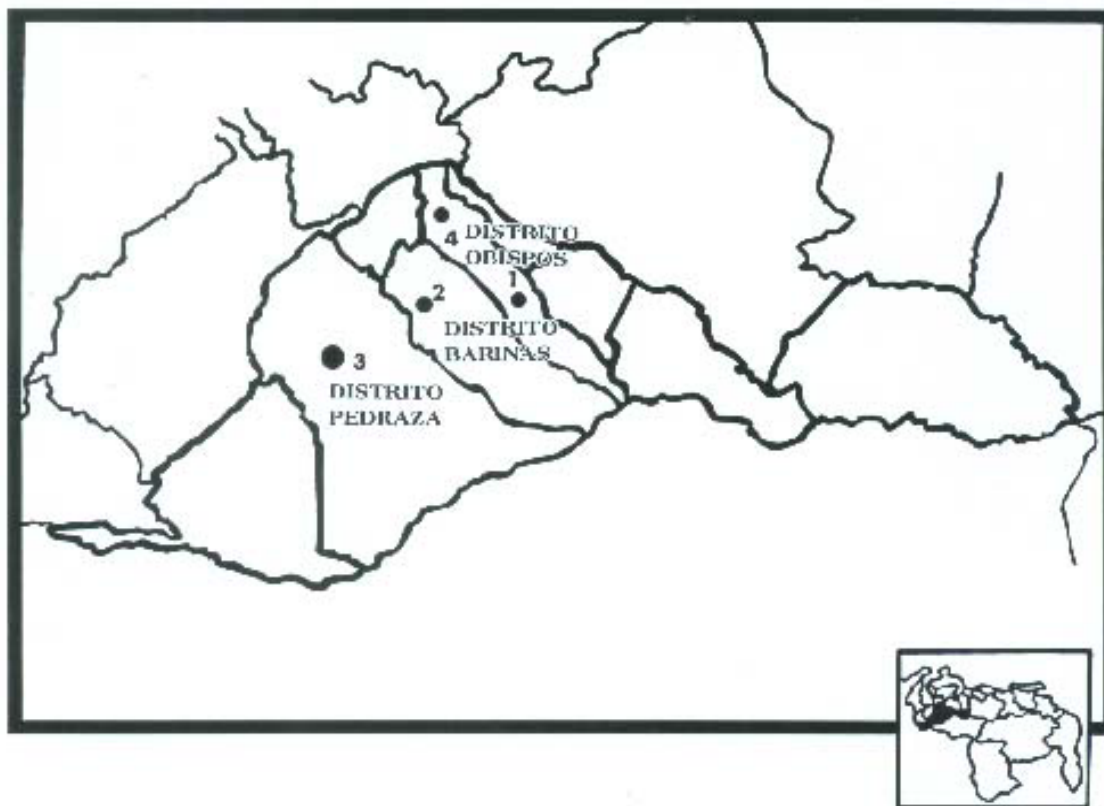 4
DISTRITO
OBISPOS
1
2
DISTRITO
BARINAS
3
DISTRITO
PEDRAZA